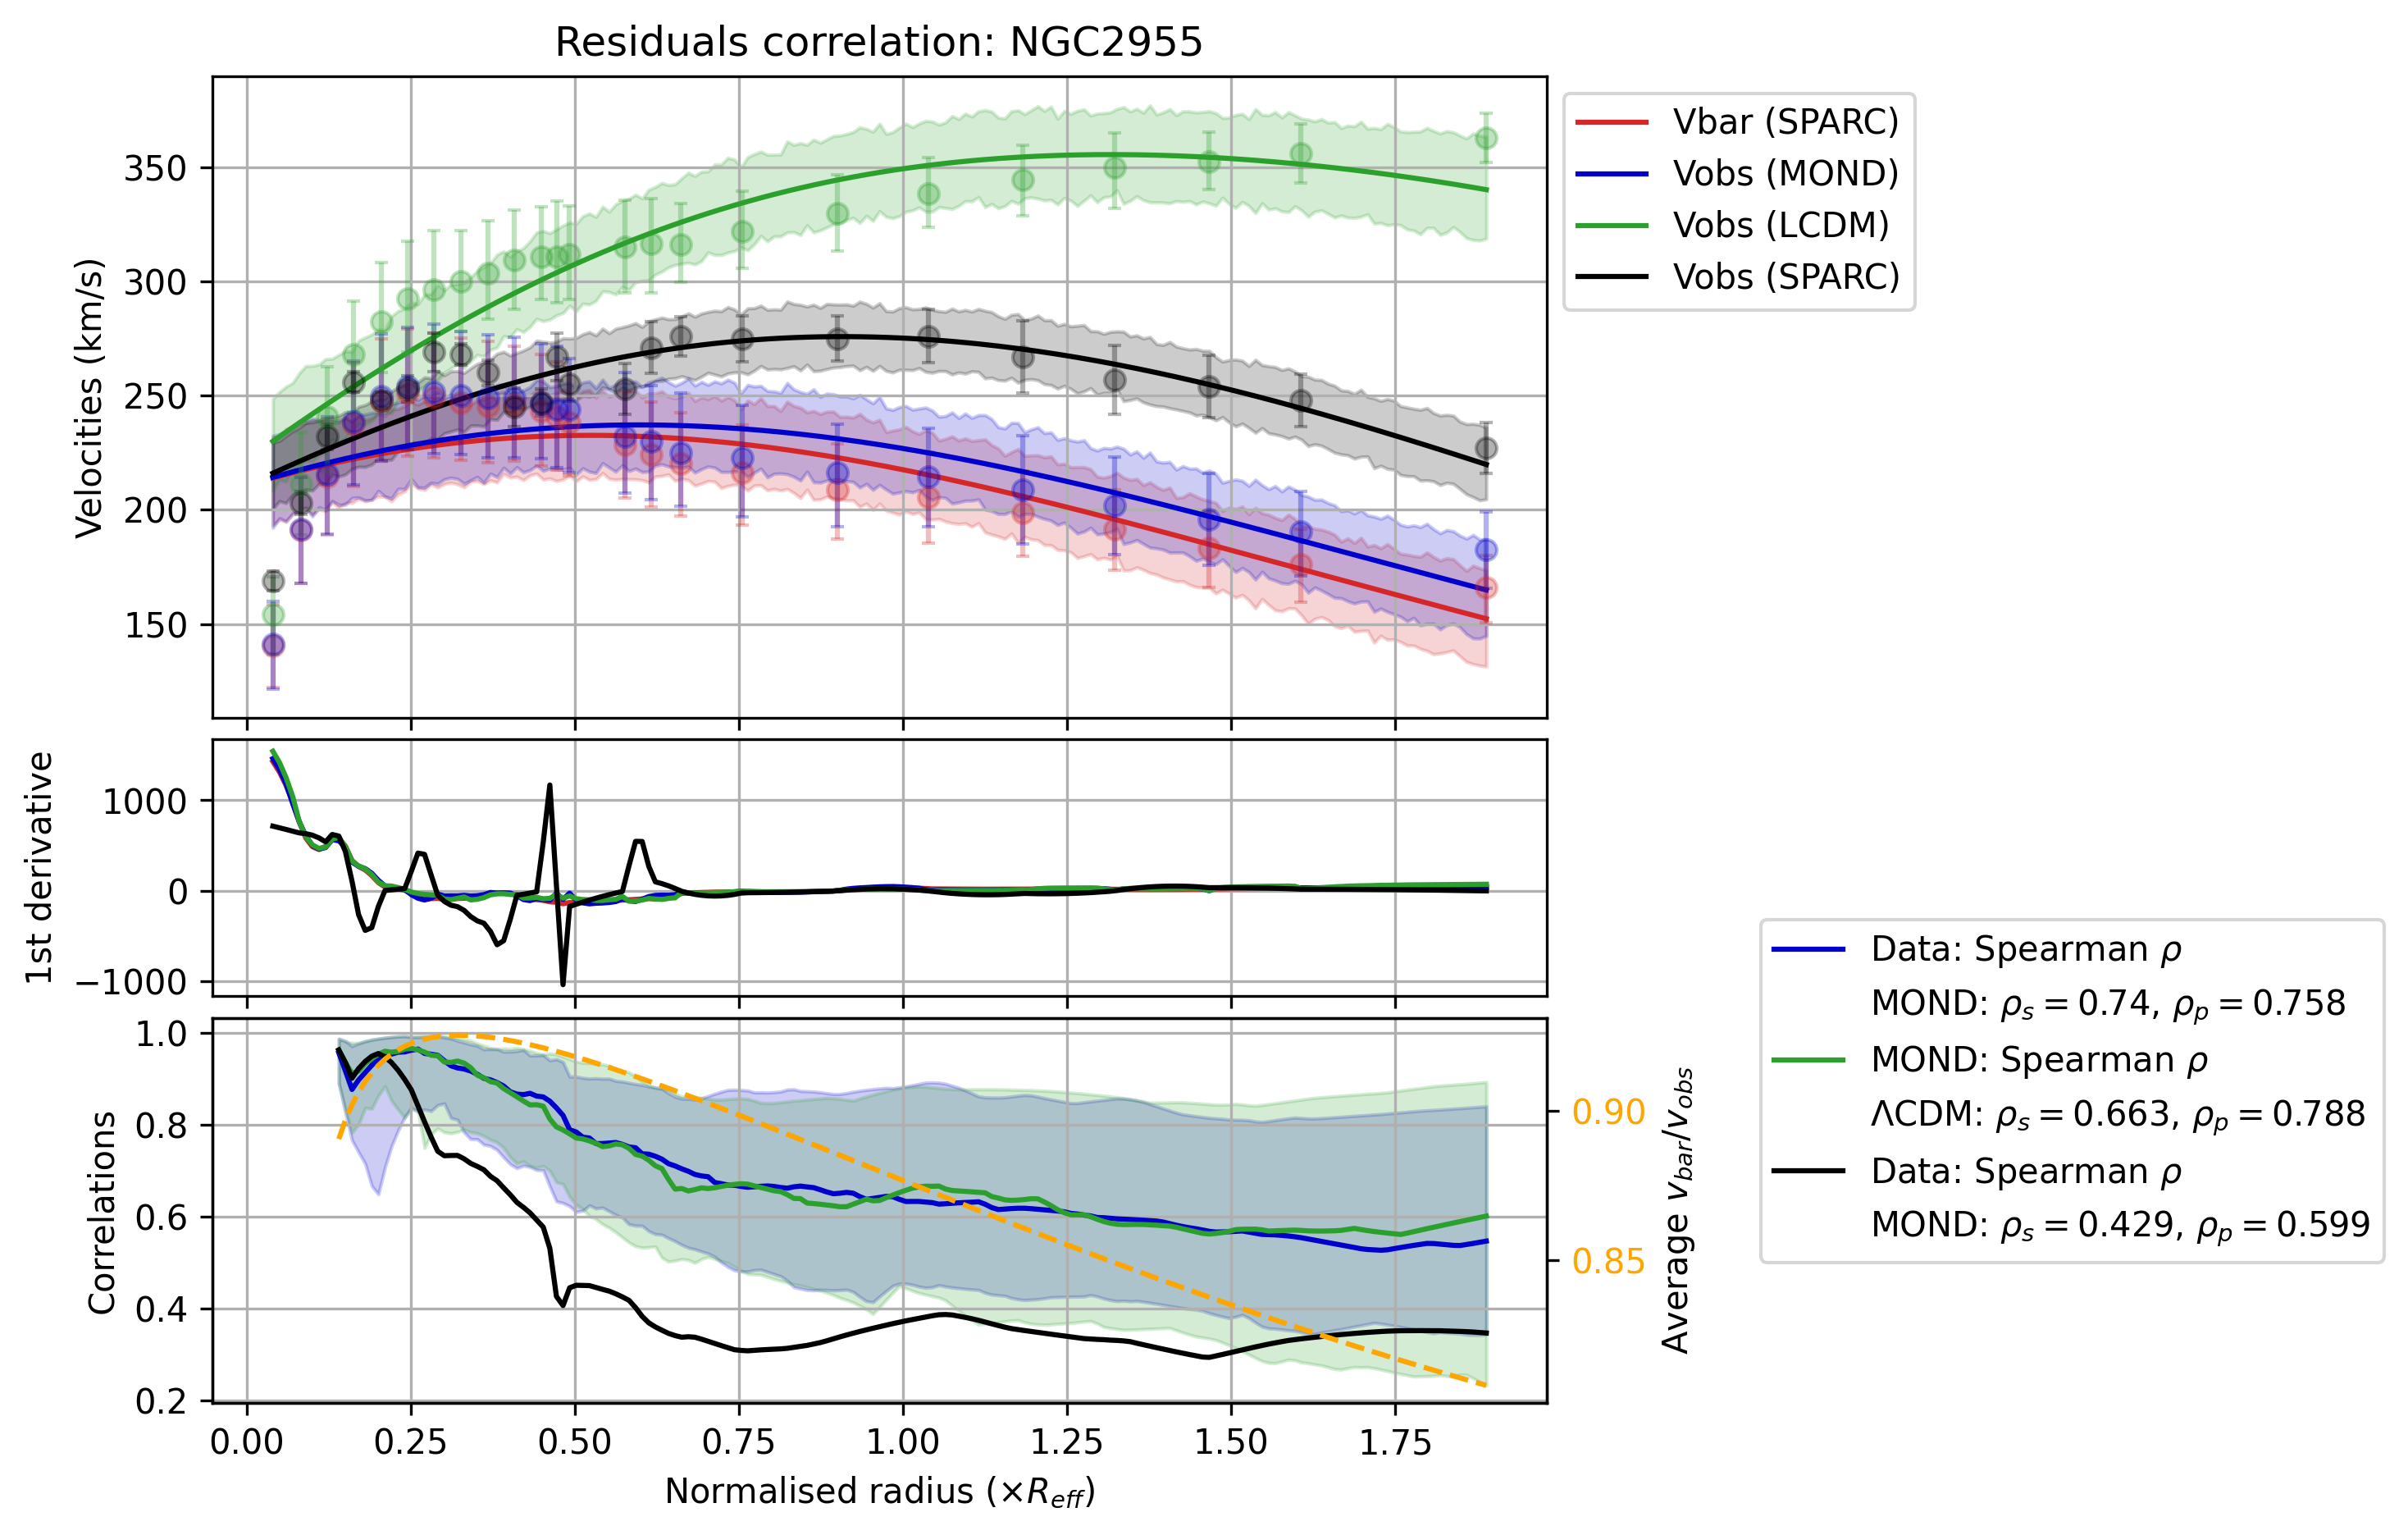 Residuals correlation: NGC2955
Velocities (km/s)
350
300
250
200
150
Vbar (SPARC)
Vobs (MOND)
Vobs (LCDM)
Vobs (SPARC)
1st derivative
1000
0
−1000
Correlations
1.0
0.8
0.6
0.4
0.2
0.90
0.85
Average v_bar/v_obs
Data: Spearman ρ
MOND: ρ_s = 0.74, ρ_p = 0.758
MOND: Spearman ρ
ΛCDM: ρ_s = 0.663, ρ_p = 0.788
Data: Spearman ρ
MOND: ρ_s = 0.429, ρ_p = 0.599
0.00 0.25 0.50 0.75 1.00 1.25 1.50 1.75
Normalised radius (×R_eff)